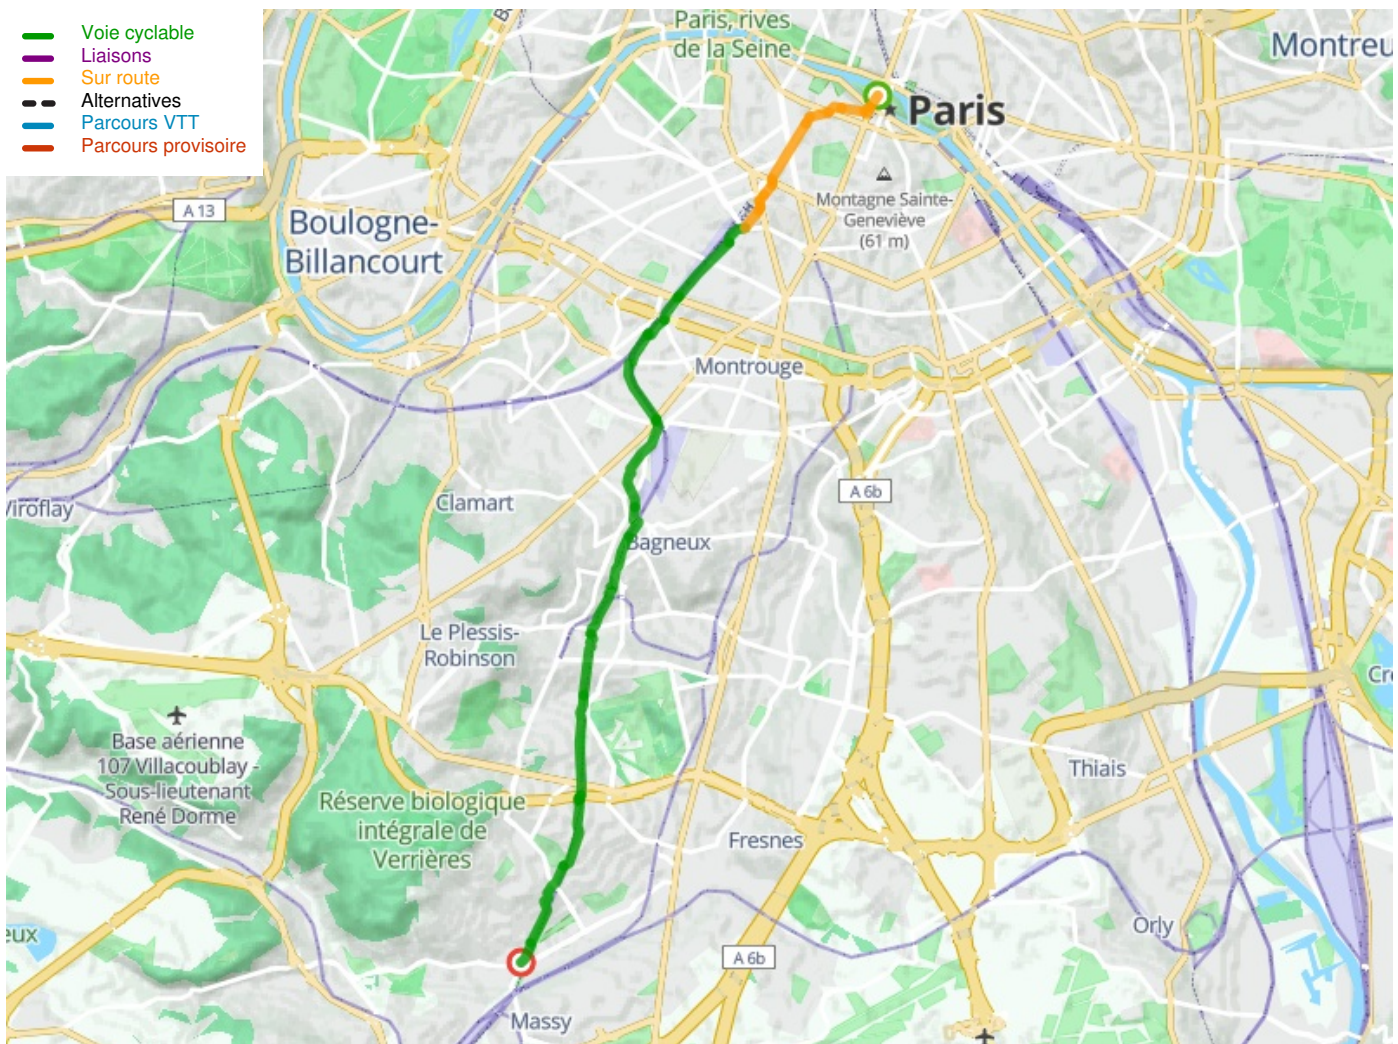 Voie cyclable
Liaisons
Sur route
Alternatives
Parcours VTT
Parcours provisoire
Paris, rives
de la Seine
Montreu
Paris
A 13
Montagne Sainte-
Geneviève
(61 m)
Boulogne-
Billancourt
Montrouge
A 6b
Clamart
Viroflay
Bagneux
Le Plessis-
Robinson
Cré
Base aérienne
107 Villacoublay -
Sous-lieutenant
René Dorme
Thiais
Réserve biologique
intégrale de
Verrières
Fresnes
Orly
eux
A 6b
Massy